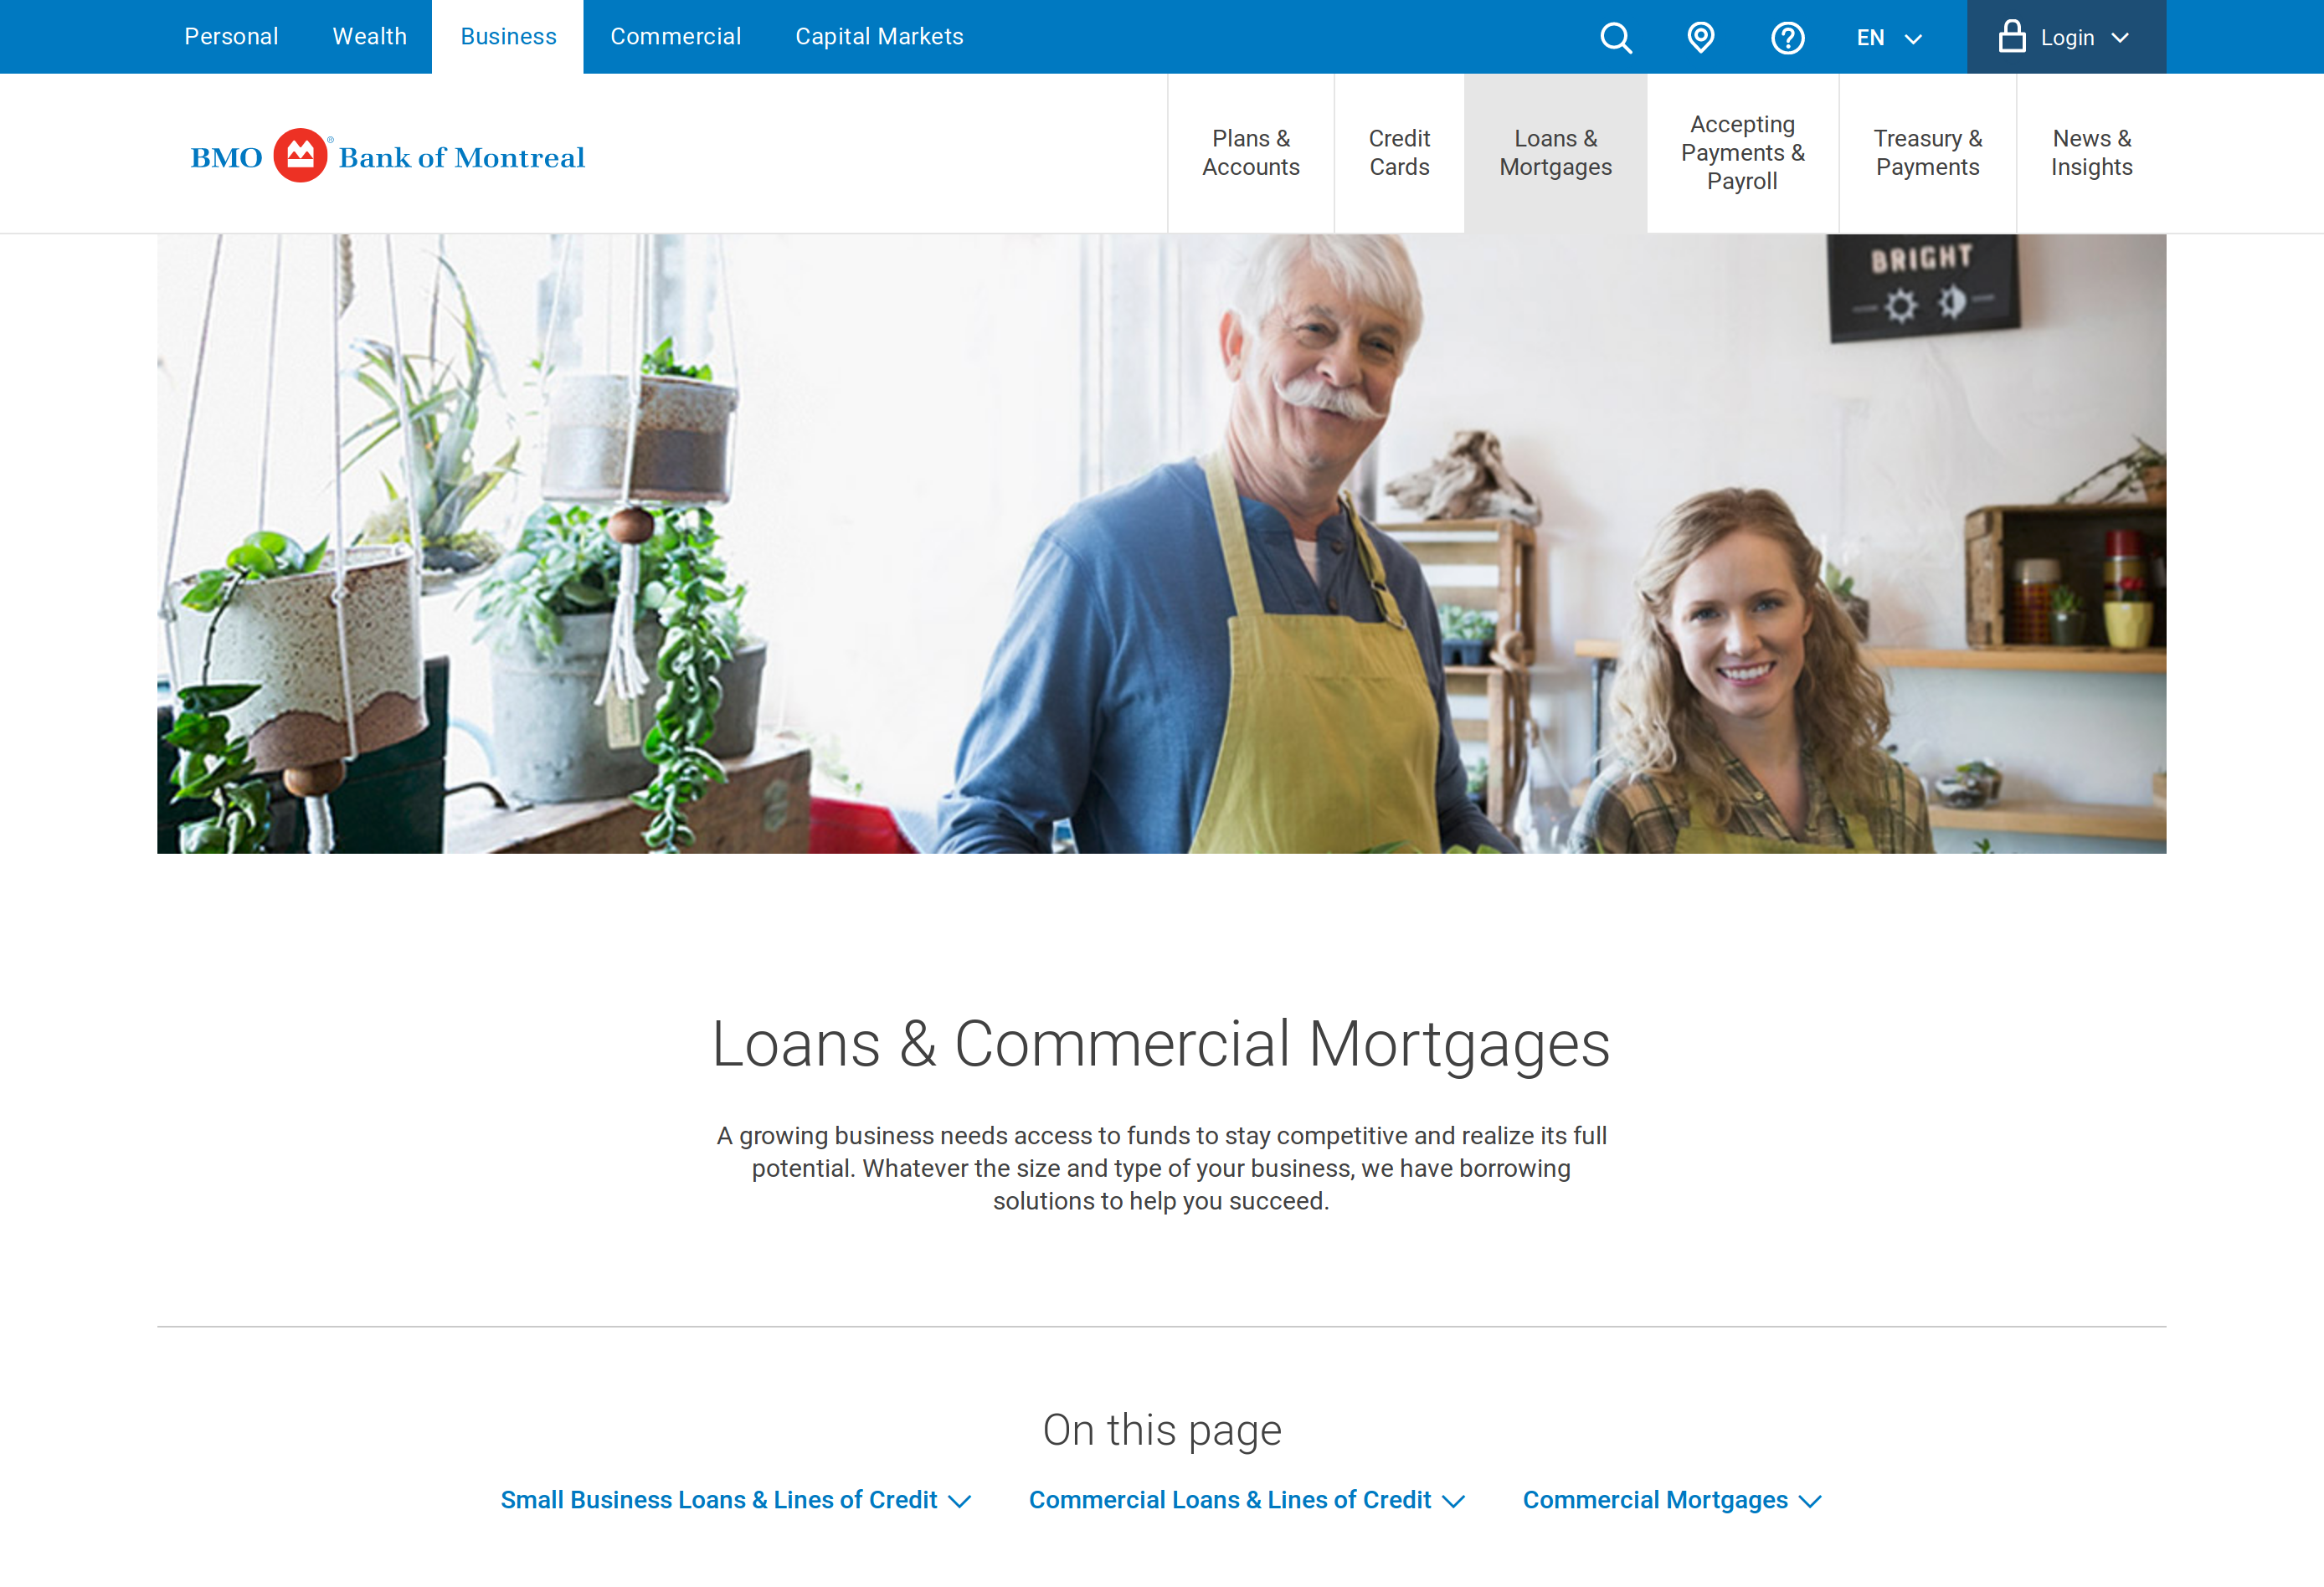 Personal Wealth Business Commercial Capital Markets EN Login
BMO ® Bank of Montreal
Plans &
Accounts
Credit
Cards
Loans &
Mortgages
Accepting
Payments &
Payroll
Treasury &
Payments
News &
Insights
BRIGHT
Loans & Commercial Mortgages
A growing business needs access to funds to stay competitive and realize its full
potential. Whatever the size and type of your business, we have borrowing
solutions to help you succeed.
On this page
Small Business Loans & Lines of Credit
Commercial Loans & Lines of Credit
Commercial Mortgages